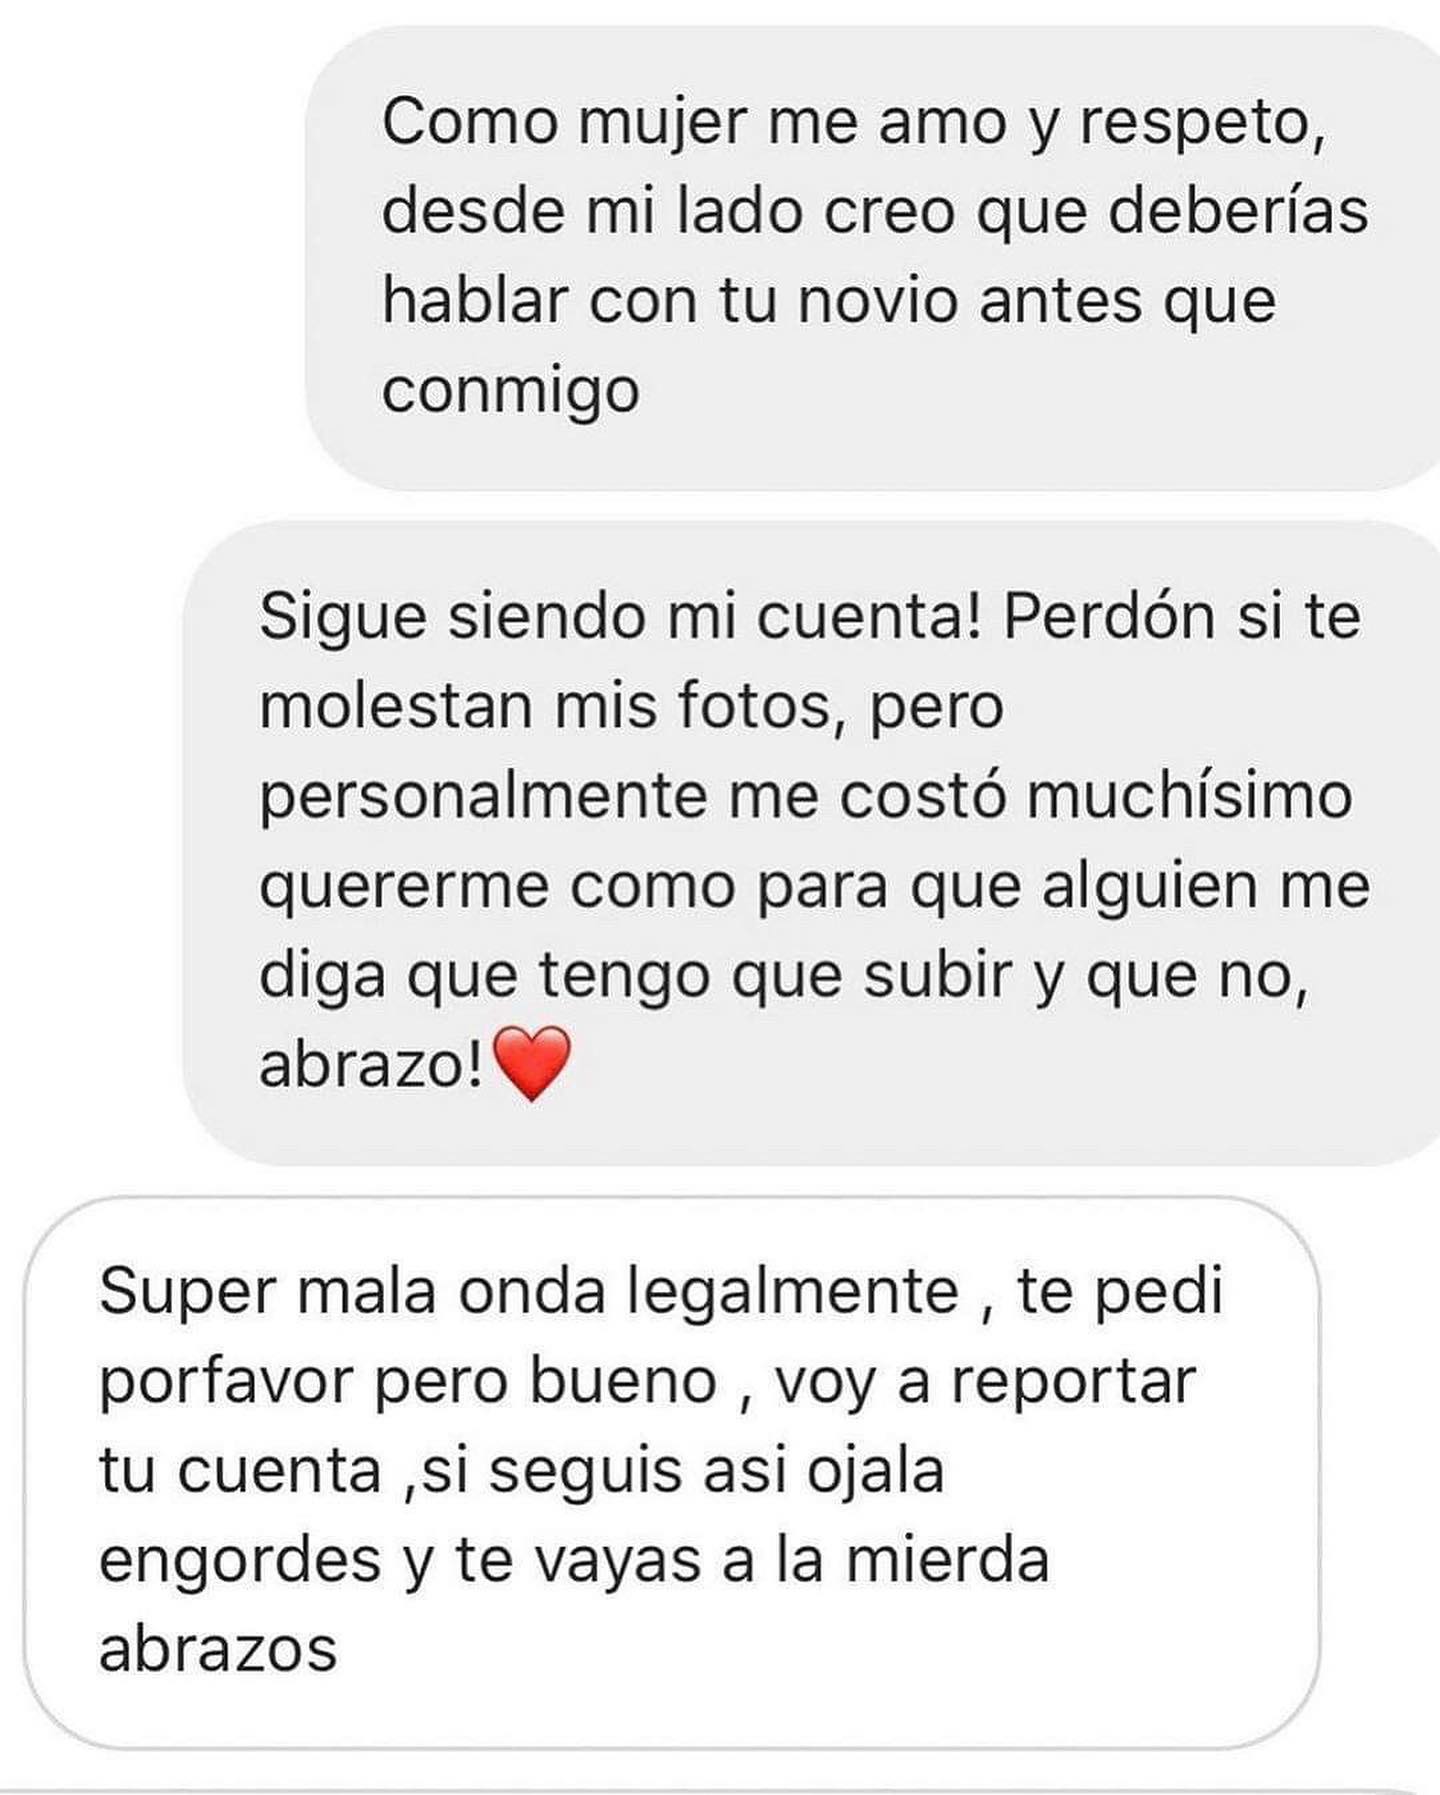 Como mujer me amo y respeto,
desde mi lado creo que deberías
hablar con tu novio antes que
conmigo
Sigue siendo mi cuenta! Perdón si te
molestan mis fotos, pero
personalmente me costó muchísimo
quererme como para que alguien me
diga que tengo que subir y que no,
abrazo!❤️
Super mala onda legalmente , te pedi
porfavor pero bueno , voy a reportar
tu cuenta ,si seguis asi ojala
engordes y te vayas a la mierda
abrazos